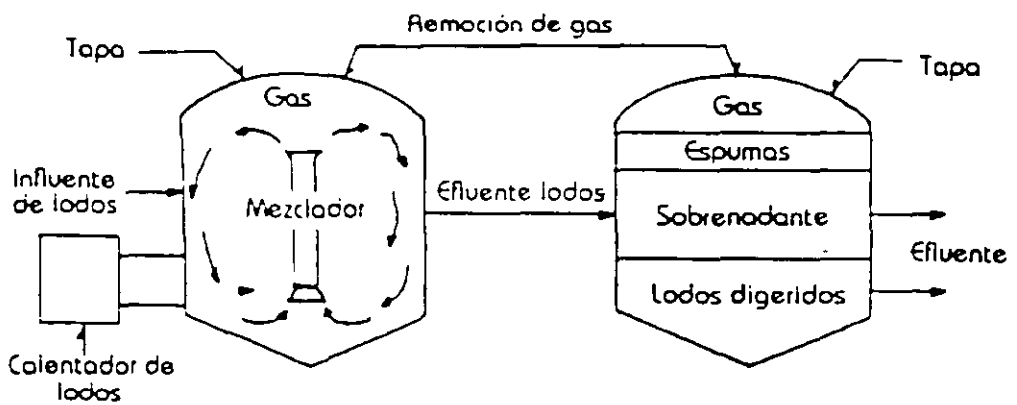 Remoción de gas
Tapa
Tapa
Gas
Gas
Espumas
Influente
de lodos
Mezclador
Efluente lodos
Sobrenadante
Efluente
Lodos digeridos
Calentador de
lodos